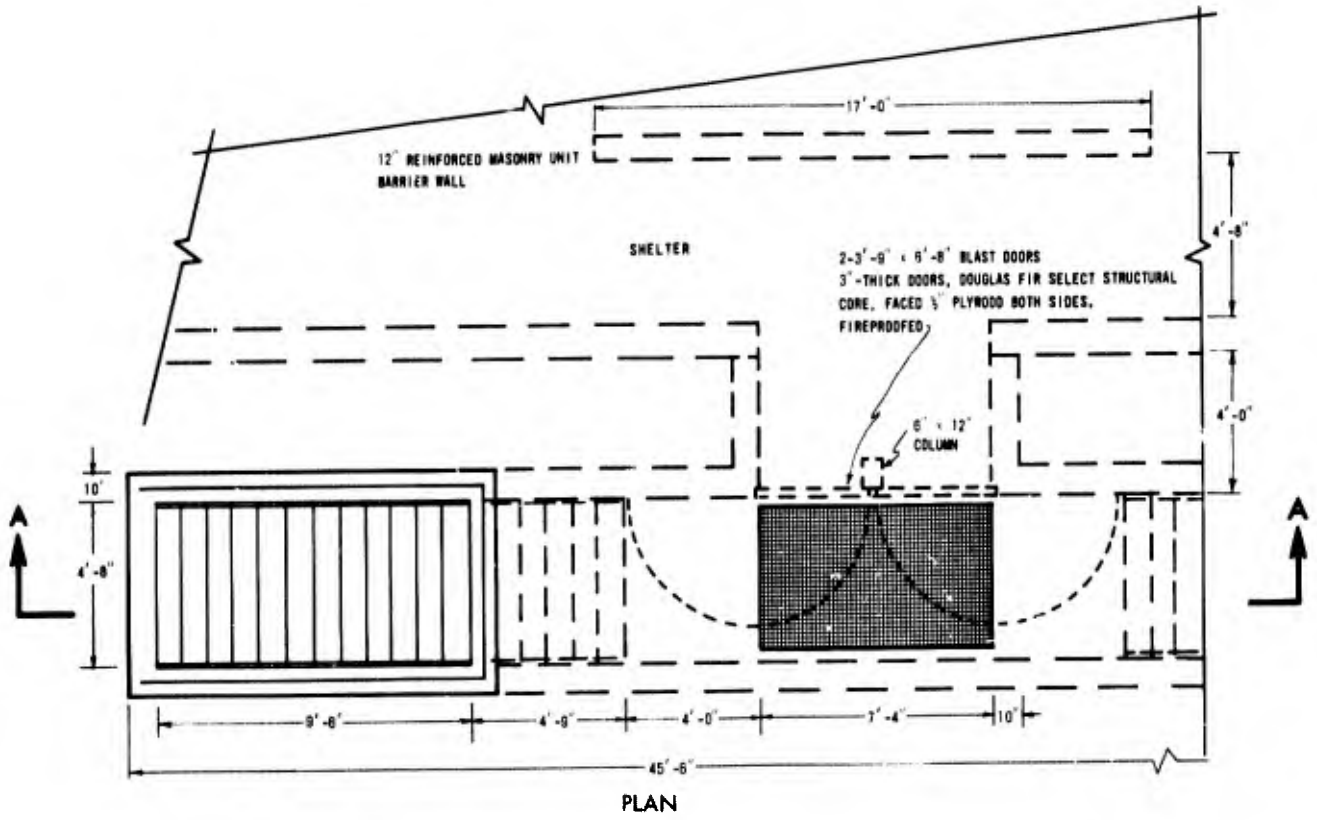 17'-0"
12" REINFORCED MASONRY UNIT
BARRIER WALL
4'-8"
SHELTER
2-3'-9" × 6'-8" BLAST DOORS
3"-THICK DOORS, DOUGLAS FIR SELECT STRUCTURAL
CORE, FACED ½" PLYWOOD BOTH SIDES,
FIREPROOFED
4'-0"
6" × 12"
COLUMN
10'
A
A
4'-8"
9'-6"
4'-9"
4'-0"
7'-4"
10"
45'-6"
PLAN